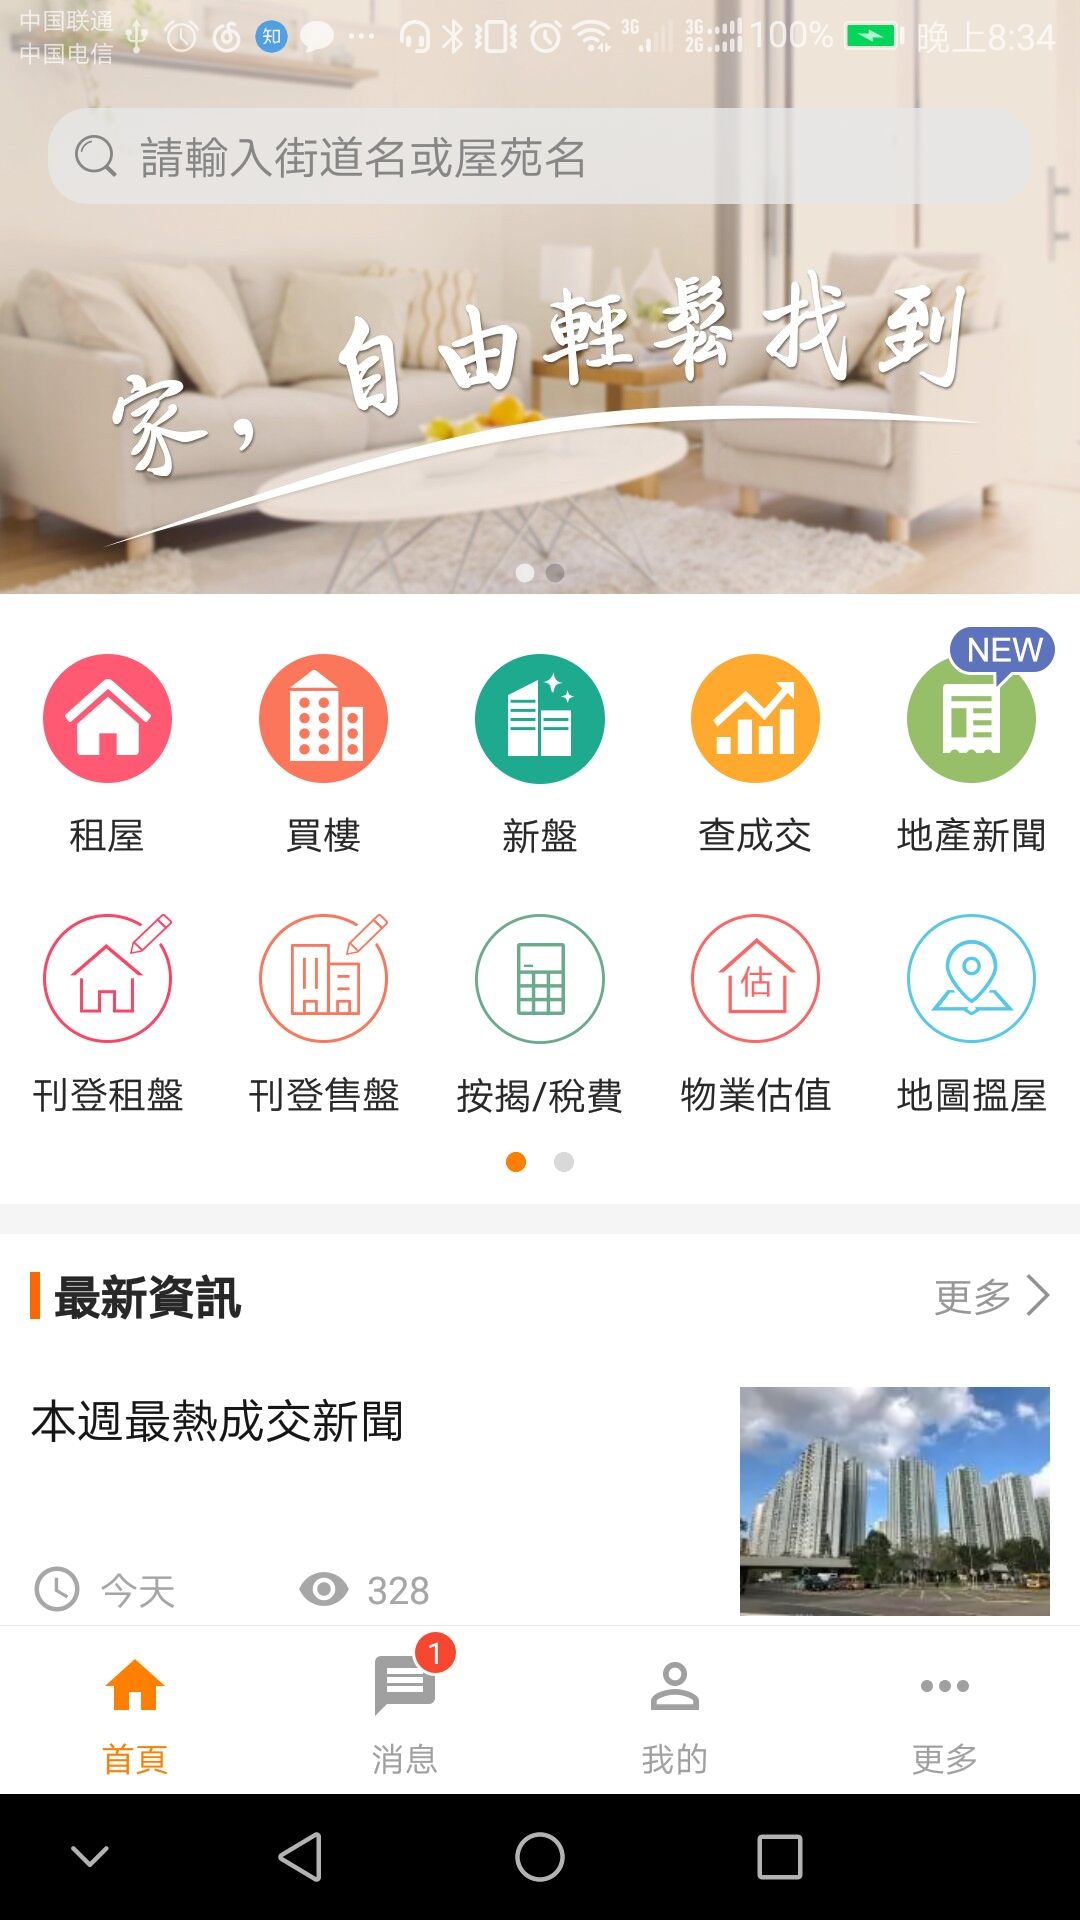 中国联通
中国电信
知
3G
3G
2G
100%
晚上8:34
請輸入街道名或屋苑名
家，自由輕鬆找到
NEW
租屋
買樓
新盤
查成交
地產新聞
估
刊登租盤
刊登售盤
按揭/稅費
物業估值
地圖搵屋
最新資訊
更多
本週最熱成交新聞
今天
328
1
首頁
消息
我的
更多